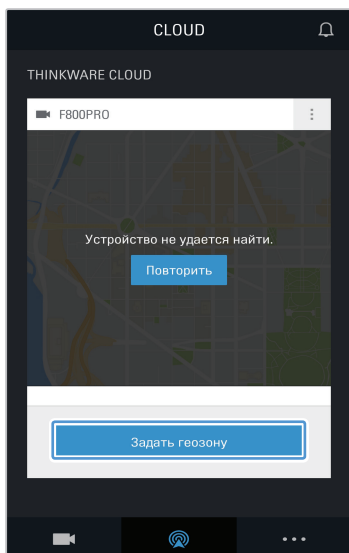 CLOUD
THINKWARE CLOUD
F800PRO
Устройство не удается найти.
Повторить
Задать геозону